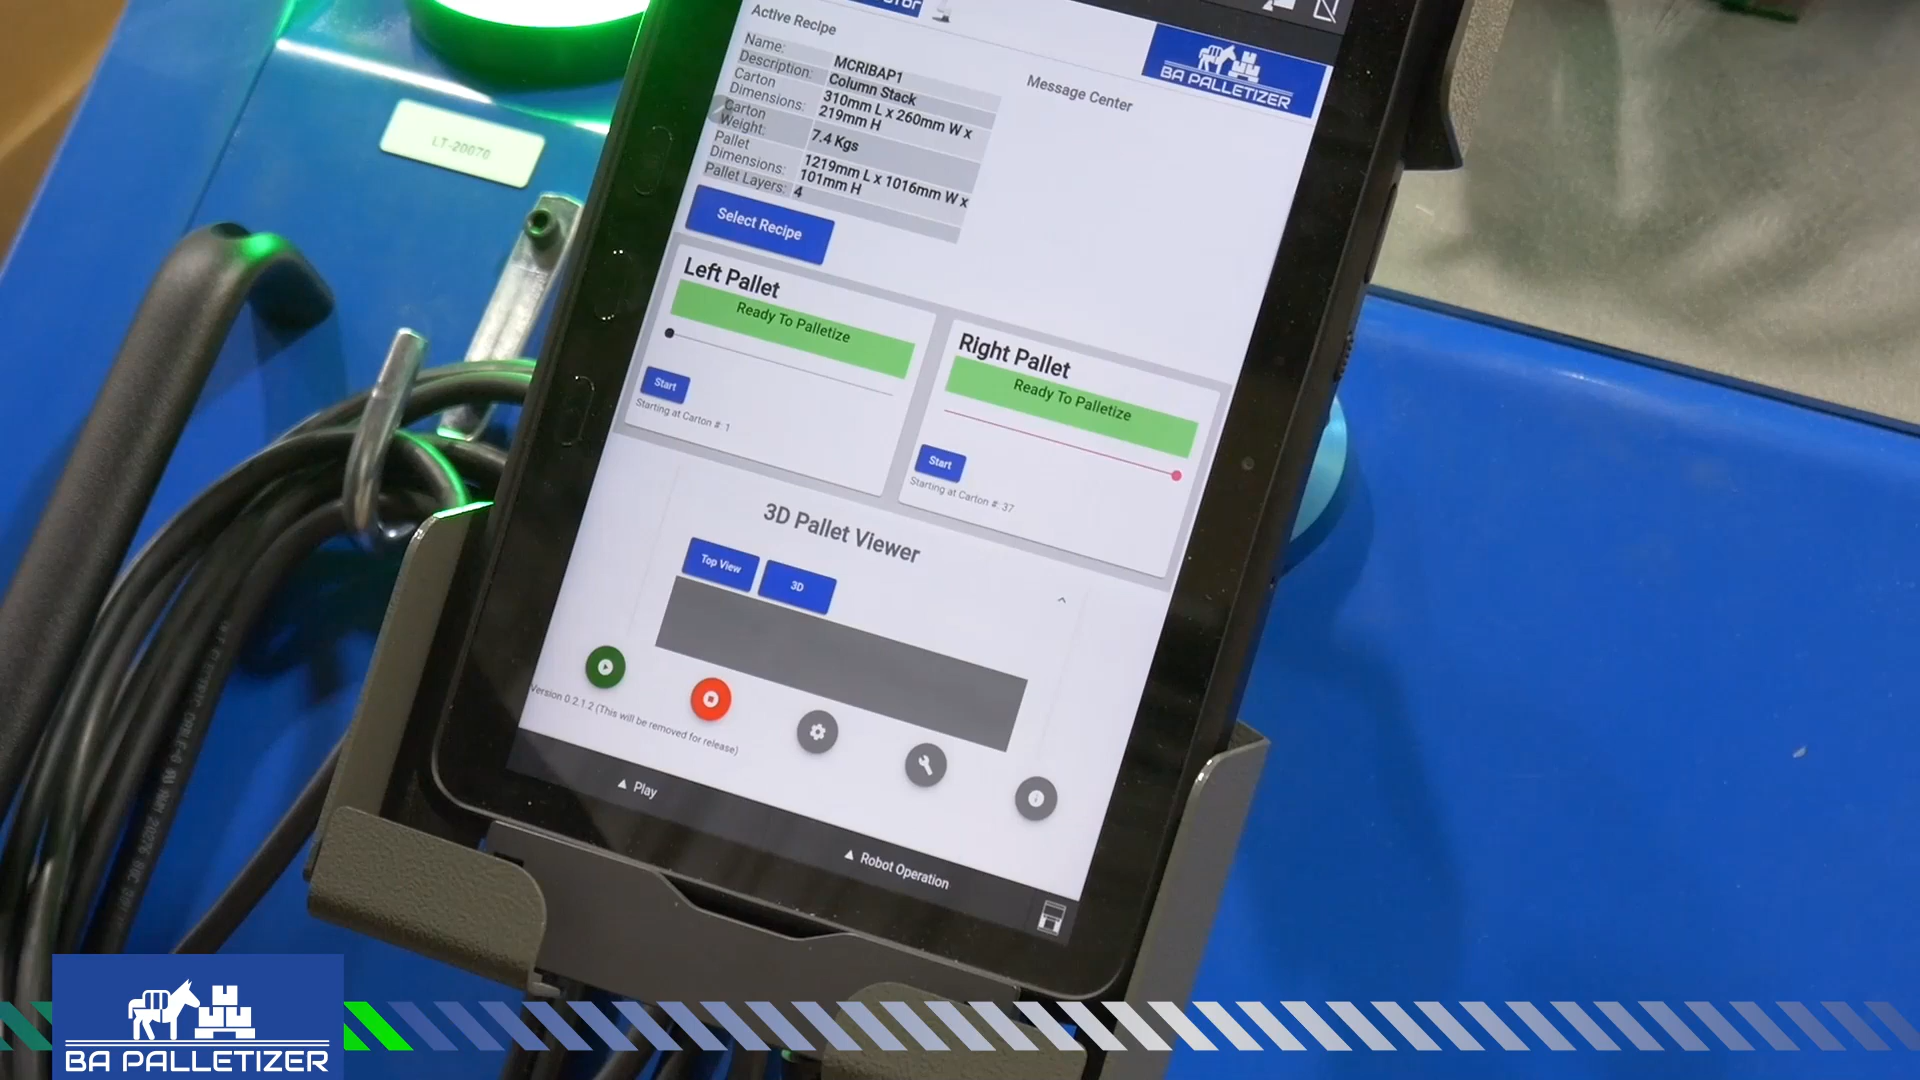 Active Recipe
Name: MCRIBAP1
Description: Column Stack
Carton Dimensions: 310mm L x 260mm W x 219mm H
Carton Weight: 7.4 Kgs
Pallet Dimensions: 1219mm L x 1016mm W x 101mm H
Pallet Layers: 4
Select Recipe
Message Center
BA PALLETIZER
LT-20070
Left Pallet
Ready To Palletize
Start
Starting at Carton #: 1
Right Pallet
Ready To Palletize
Start
Starting at Carton #: 37
3D Pallet Viewer
Top View
3D
Version 0.2.1.2 (This will be removed for release)
Play
Robot Operation
BA PALLETIZER